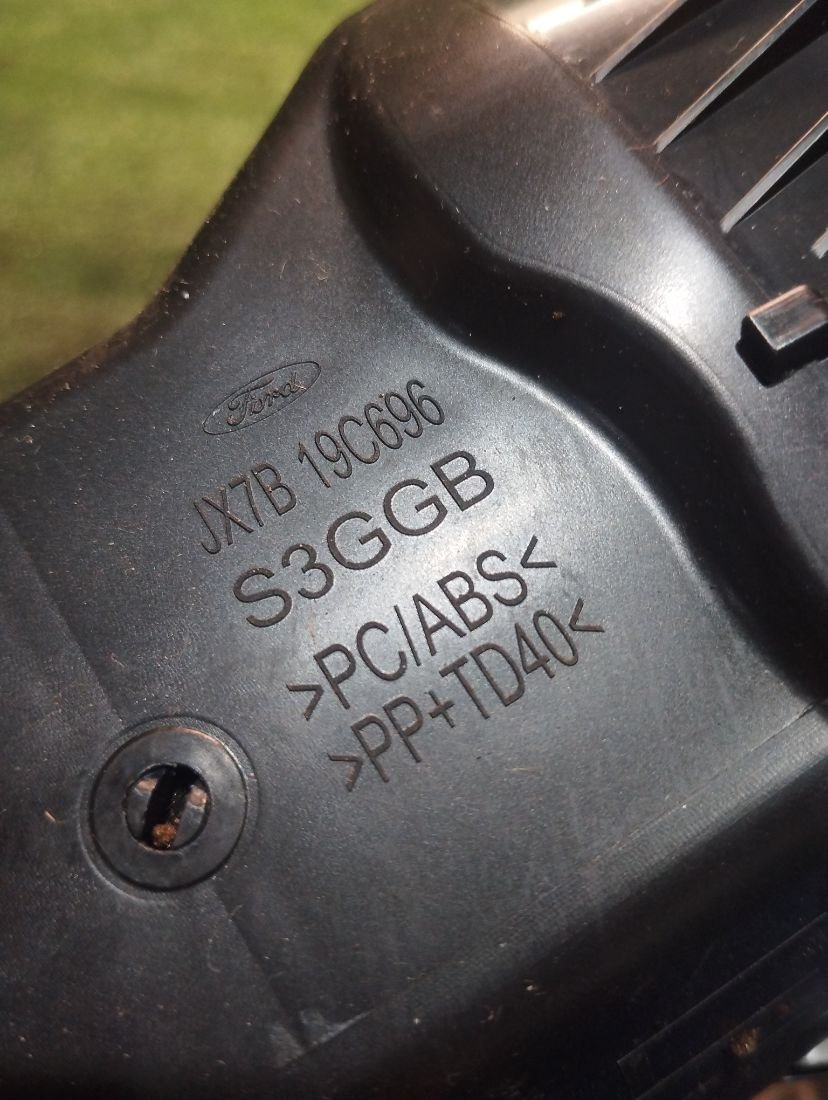 Ford
JX7B 19C696
S3GGB
>PC/ABS<
>PP+TD40<